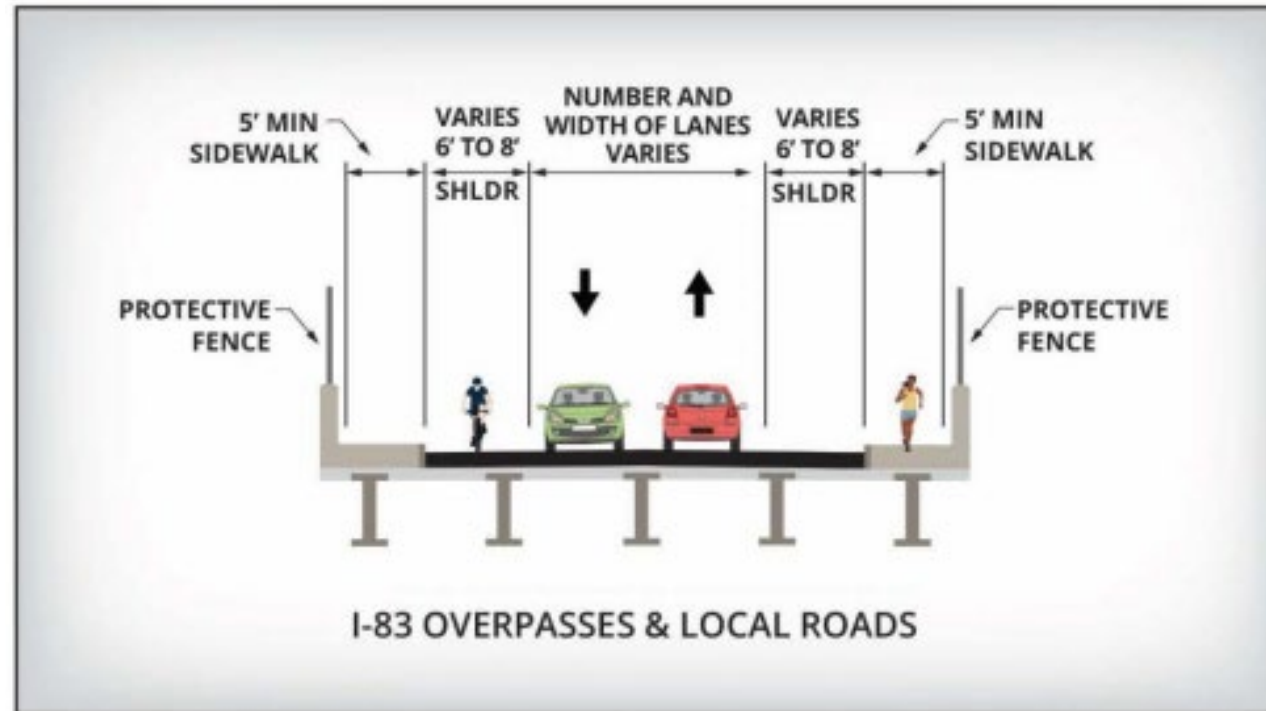 5' MIN
SIDEWALK
VARIES
6' TO 8'
SHLDR
NUMBER AND
WIDTH OF LANES
VARIES
VARIES
6' TO 8'
SHLDR
5' MIN
SIDEWALK
PROTECTIVE
FENCE
PROTECTIVE
FENCE
I-83 OVERPASSES & LOCAL ROADS